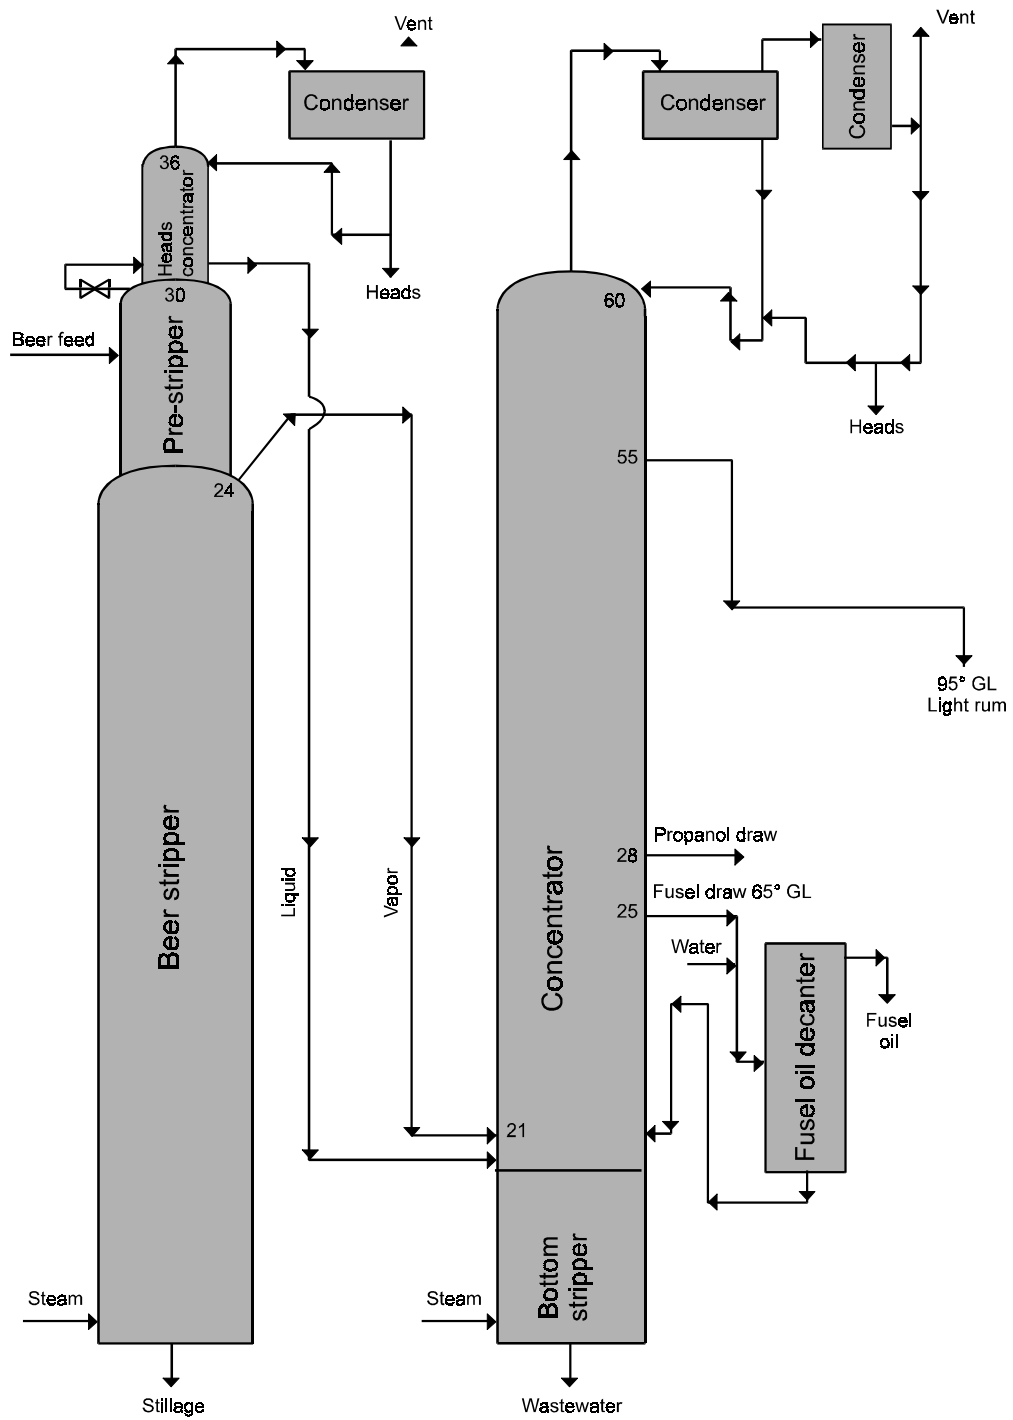 Vent
Vent
Condenser
Condenser
Condenser
36
Heads
concentrator
Heads
30
60
Beer feed
Pre-stripper
Heads
24
55
95° GL
Light rum
Beer stripper
Liquid
Vapor
Concentrator
Propanol draw
28
Fusel draw 65° GL
25
Water
Fusel oil decanter
Fusel
oil
21
Bottom
stripper
Steam
Steam
Stillage
Wastewater